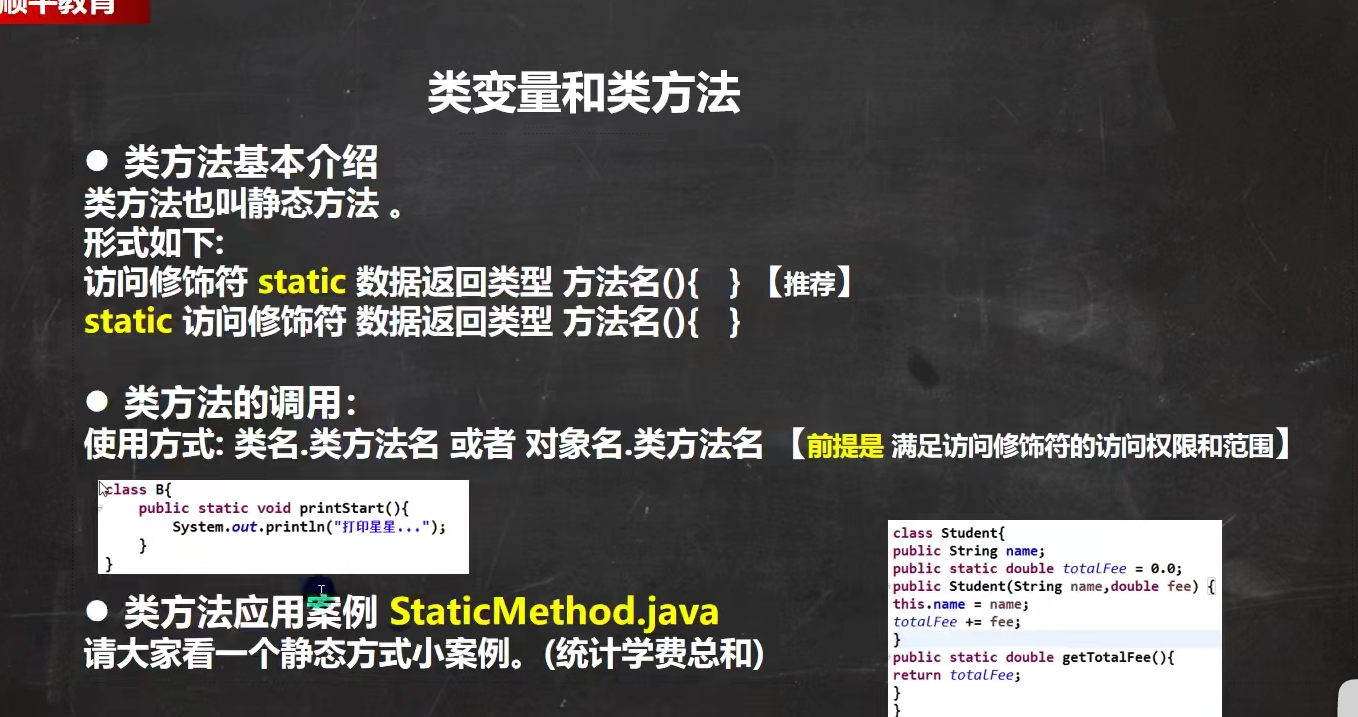 顺平教育
类变量和类方法
● 类方法基本介绍
类方法也叫静态方法 。
形式如下:
访问修饰符 static 数据返回类型 方法名(){ } 【推荐】
static 访问修饰符 数据返回类型 方法名(){ }
● 类方法的调用：
使用方式: 类名.类方法名 或者 对象名.类方法名 【前提是 满足访问修饰符的访问权限和范围】
class B{
public static void printStart(){
System.out.println("打印星星...");
}
}
● 类方法应用案例 StaticMethod.java
请大家看一个静态方式小案例。(统计学费总和)
class Student{
public String name;
public static double totalFee = 0.0;
public Student(String name,double fee) {
this.name = name;
totalFee += fee;
}
public static double getTotalFee(){
return totalFee;
}
}